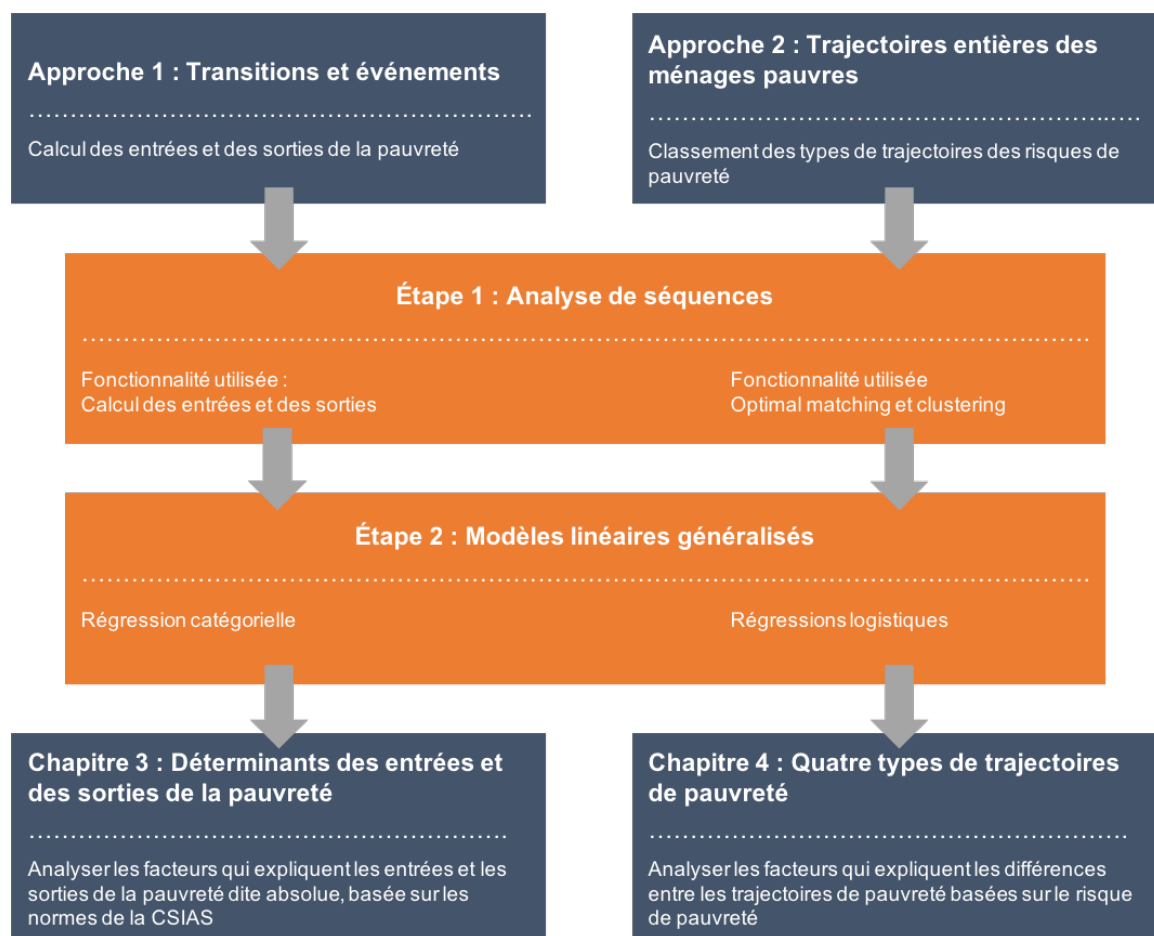 Approche 1 : Transitions et événements
………………………………………………………
Calcul des entrées et des sorties de la pauvreté
Approche 2 : Trajectoires entières des
ménages pauvres
……………………………………………………..….
Classement des types de trajectoires des risques de
pauvreté
Étape 1 : Analyse de séquences
……………………………………………………………………………………………………..…….
Fonctionnalité utilisée :
Calcul des entrées et des sorties
Fonctionnalité utilisée
Optimal matching et clustering
Étape 2 : Modèles linéaires généralisés
……………………………………………………………………………………………………..…….
Régression catégorielle
Régressions logistiques
Chapitre 3 : Déterminants des entrées et
des sorties de la pauvreté
…………………………………………………….
Analyser les facteurs qui expliquent les entrées et les
sorties de la pauvreté dite absolue, basée sur les
normes de la CSIAS
Chapitre 4 : Quatre types de trajectoires
de pauvreté
…………………………………………………….
Analyser les facteurs qui expliquent les différences
entre les trajectoires de pauvreté basées sur le risque
de pauvreté